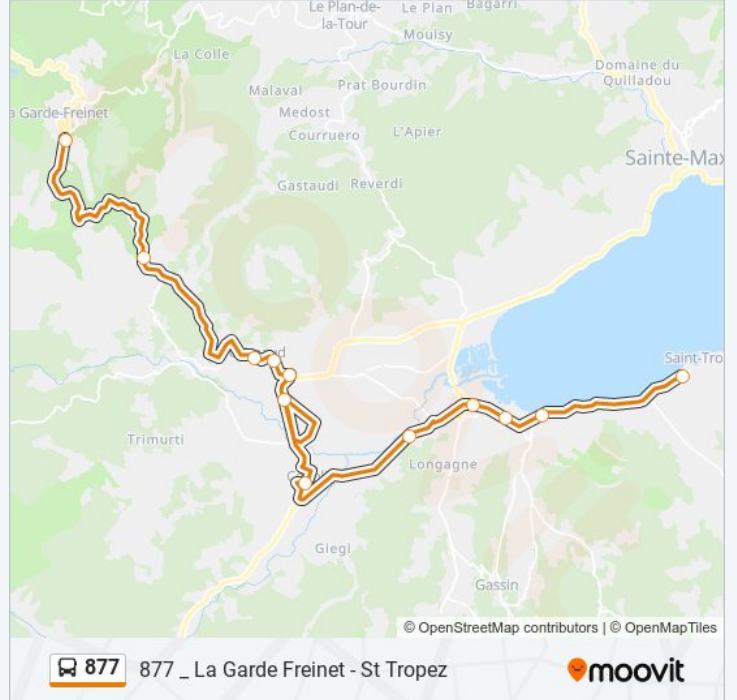 Le Plan-de-
la-Tour
Le Plan
Bagarri
Mouisy
La Colle
Domaine du
Quilladou
Malaval
Prat Bourdin
a Garde-Freinet
Medost
Courruero
L'Apier
Sainte-Max
Gastaudi
Reverdi
Saint-Tro
Trimurti
Longagne
Giegi
Gassin
© OpenStreetMap contributors | © OpenMapTiles
877
877 _ La Garde Freinet - St Tropez
moovit